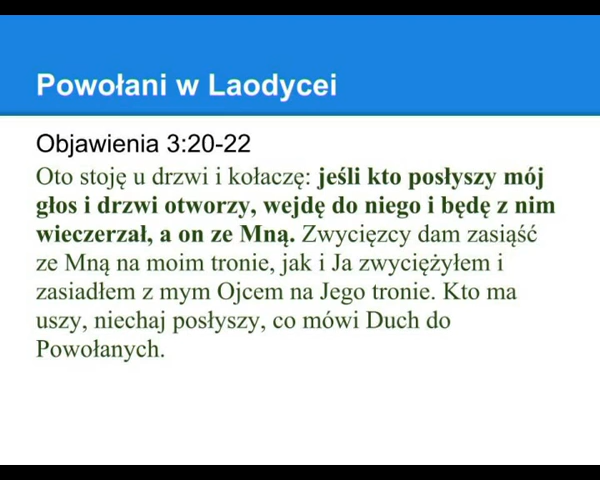 Powołani w Laodycei
Objawienia 3:20-22
Oto stoję u drzwi i kołaczę: jeśli kto posłyszy mój
głos i drzwi otworzy, wejdę do niego i będę z nim
wieczerzał, a on ze Mną. Zwycięzcy dam zasiąść
ze Mną na moim tronie, jak i Ja zwyciężyłem i
zasiadłem z mym Ojcem na Jego tronie. Kto ma
uszy, niechaj posłyszy, co mówi Duch do
Powołanych.